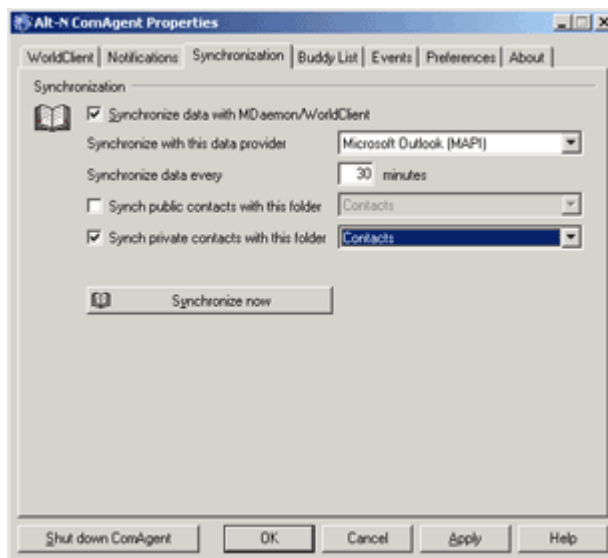 Alt-N ComAgent Properties
WorldClient Notifications Synchronization Buddy List Events Preferences About
Synchronization
Synchronize data with MDaemon/WorldClient
Synchronize with this data provider Microsoft Outlook (MAPI)
Synchronize data every 30 minutes
Synch public contacts with this folder Contacts
Synch private contacts with this folder Contacts
Synchronize now
Shut down ComAgent OK Cancel Apply Help